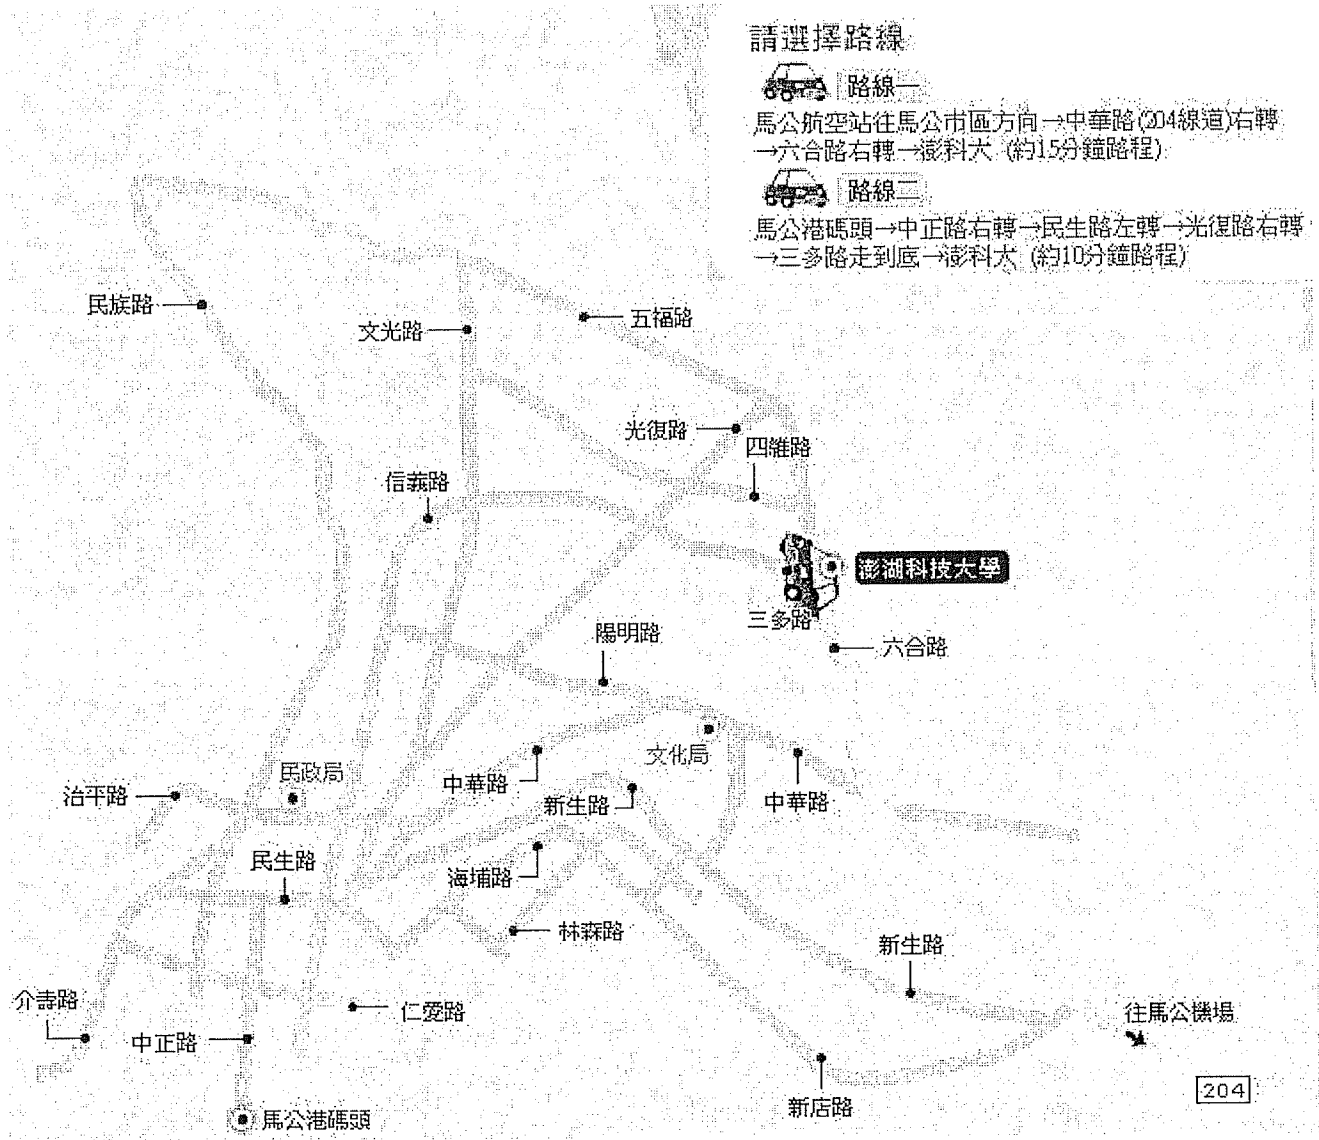 請選擇路線
路線一
馬公航空站往馬公市區方向→中華路(204線道)右轉
→六合路右轉→澎科大 (約15分鐘路程)
路線二
馬公港碼頭→中正路右轉→民生路左轉→光復路右轉
→三多路走到底→澎科大 (約10分鐘路程)
民族路
文光路
五福路
光復路
四維路
信義路
澎湖科技大學
三多路
陽明路
六合路
文化局
民政局
中華路
治平路
新生路
中華路
民生路
海埔路
林森路
新生路
介壽路
仁愛路
往馬公機場
中正路
204
新店路
馬公港碼頭